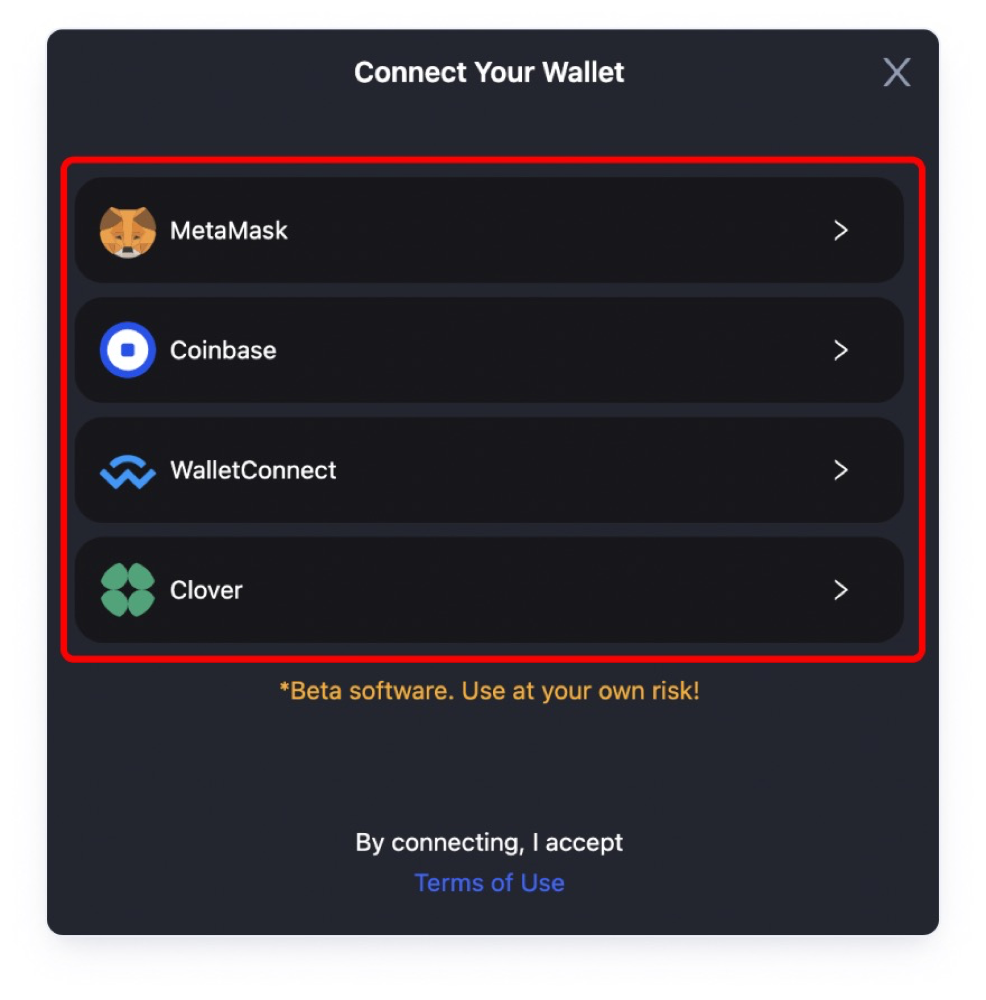 Connect Your Wallet
MetaMask
Coinbase
WalletConnect
Clover
*Beta software. Use at your own risk!
By connecting, I accept
Terms of Use